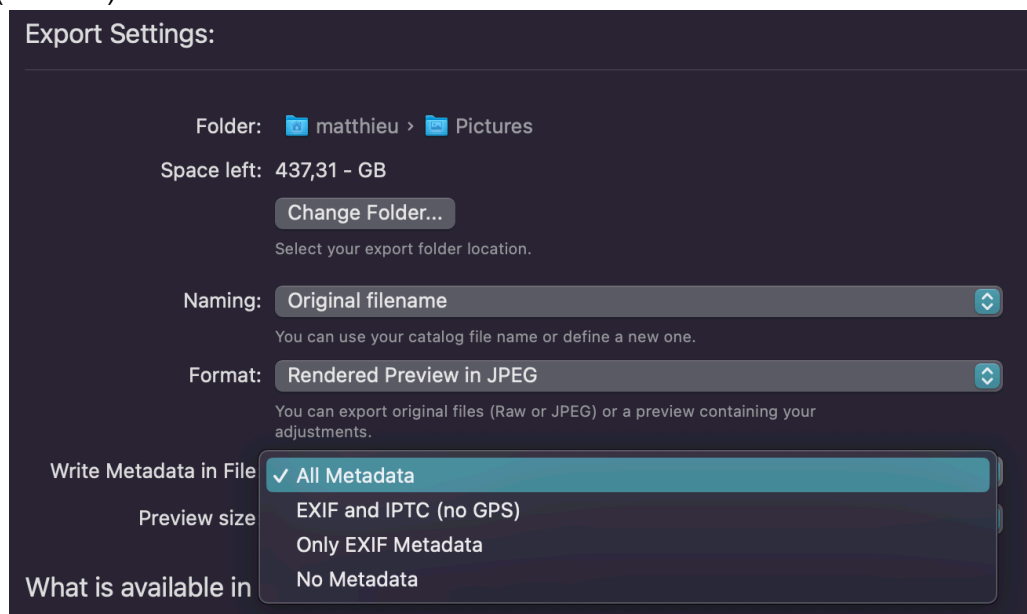 Export Settings:
Folder: matthieu › Pictures
Space left: 437,31 - GB
Change Folder...
Select your export folder location.
Naming: Original filename
You can use your catalog file name or define a new one.
Format: Rendered Preview in JPEG
You can export original files (Raw or JPEG) or a preview containing your
adjustments.
Write Metadata in File
✓ All Metadata
EXIF and IPTC (no GPS)
Preview size
Only EXIF Metadata
No Metadata
What is available in